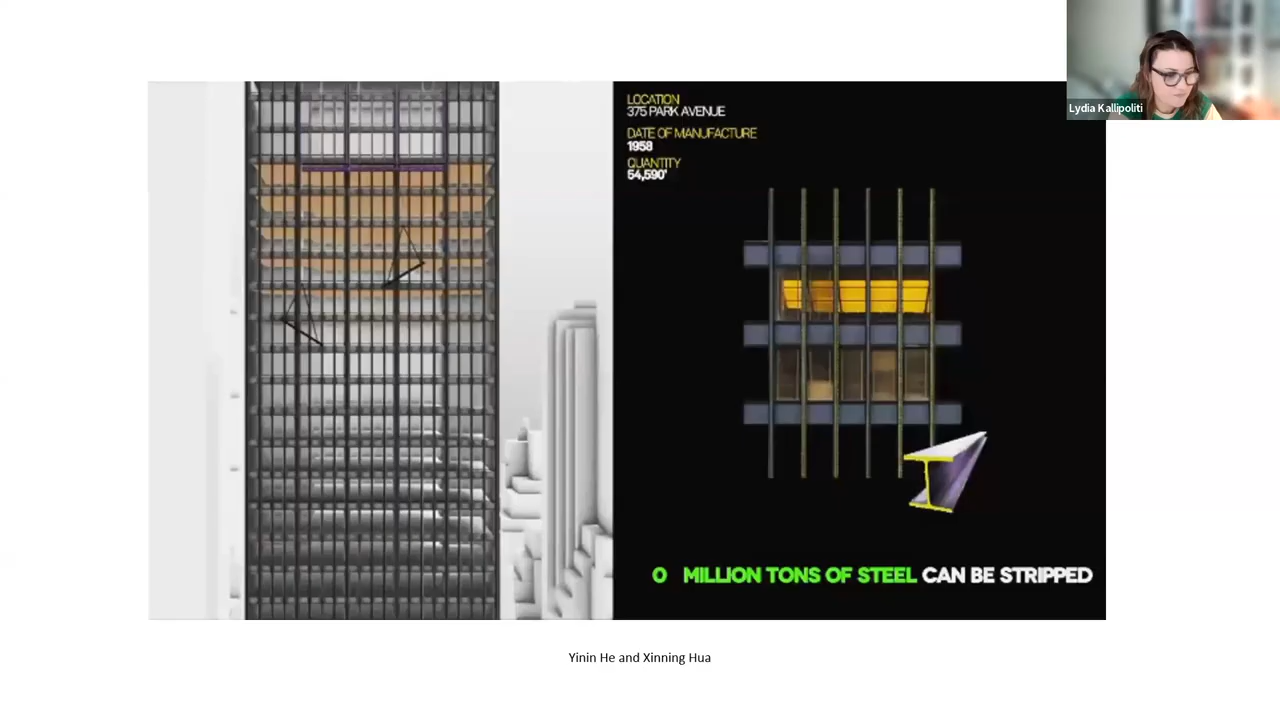 Lydia Kallipoliti
LOCATION
375 PARK AVENUE
DATE OF MANUFACTURE
1958
QUANTITY
54,590'
0 MILLION TONS OF STEEL CAN BE STRIPPED
Yinin He and Xinning Hua